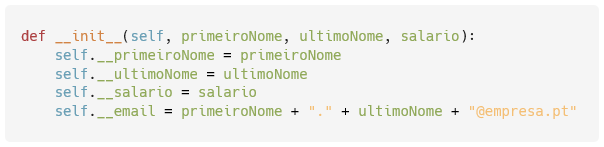 def __init__(self, primeiroNome, ultimoNome, salario):
    self.__primeiroNome = primeiroNome
    self.__ultimoNome = ultimoNome
    self.__salario = salario
    self.__email = primeiroNome + "." + ultimoNome + "@empresa.pt"